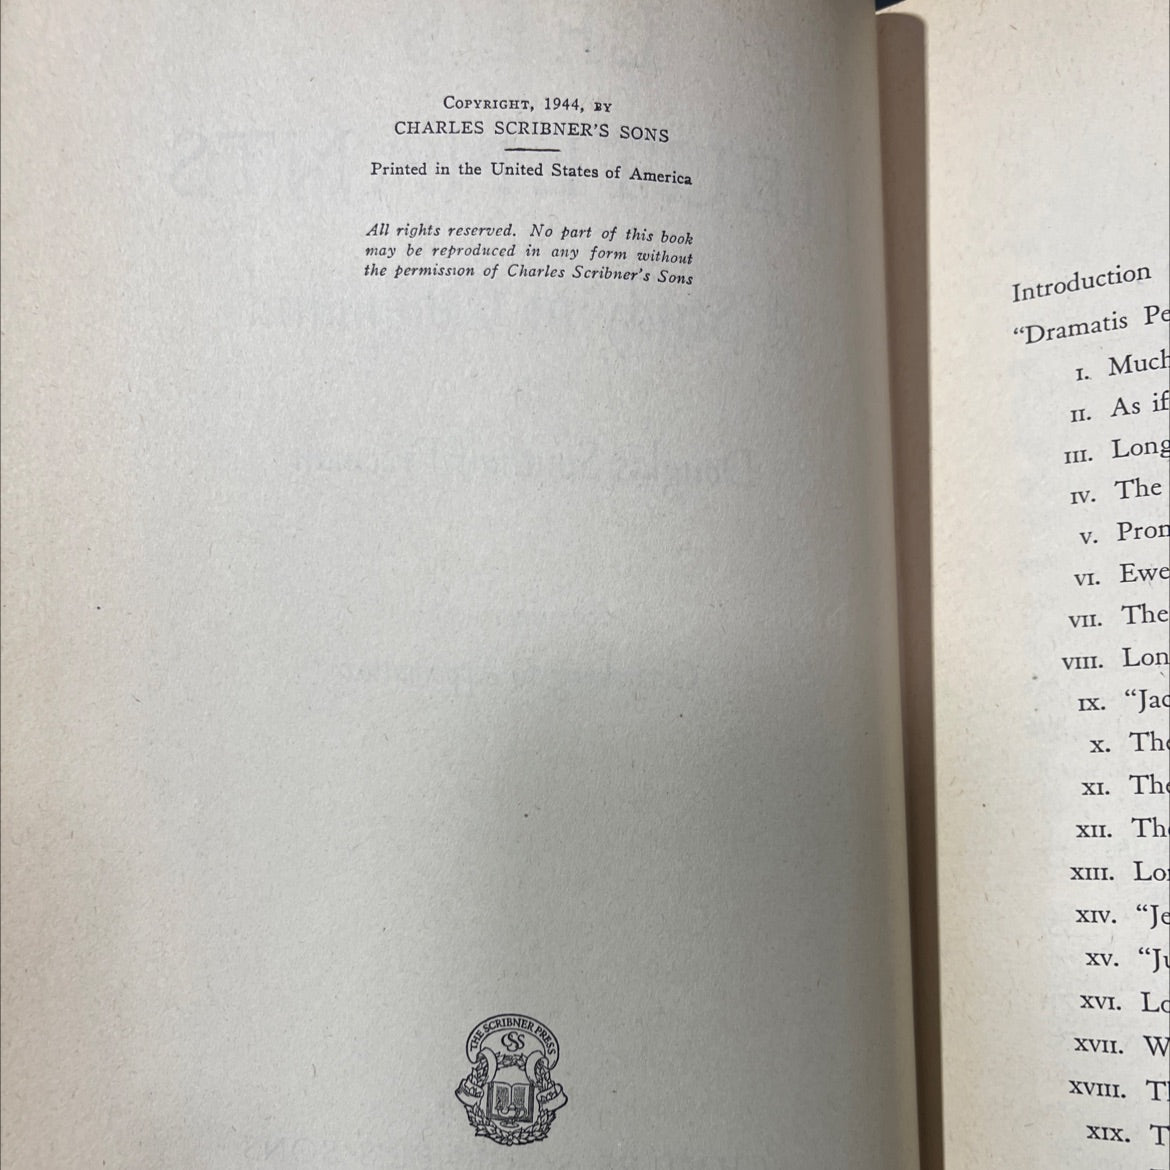 COPYRIGHT, 1944, BY
CHARLES SCRIBNER'S SONS
Printed in the United States of America
All rights reserved. No part of this book
may be reproduced in any form without
the permission of Charles Scribner's Sons
THE SCRIBNER PRESS
CSS
Introduction
"Dramatis Pe
I. Much
II. As if
III. Long
IV. The
V. Pron
VI. Ewe
VII. The
VIII. Lon
IX. "Jac
X. The
XI. The
XII. Th
XIII. Lo
XIV. "Je
XV. "Ju
XVI. Lo
XVII. W
XVIII. T
XIX. T